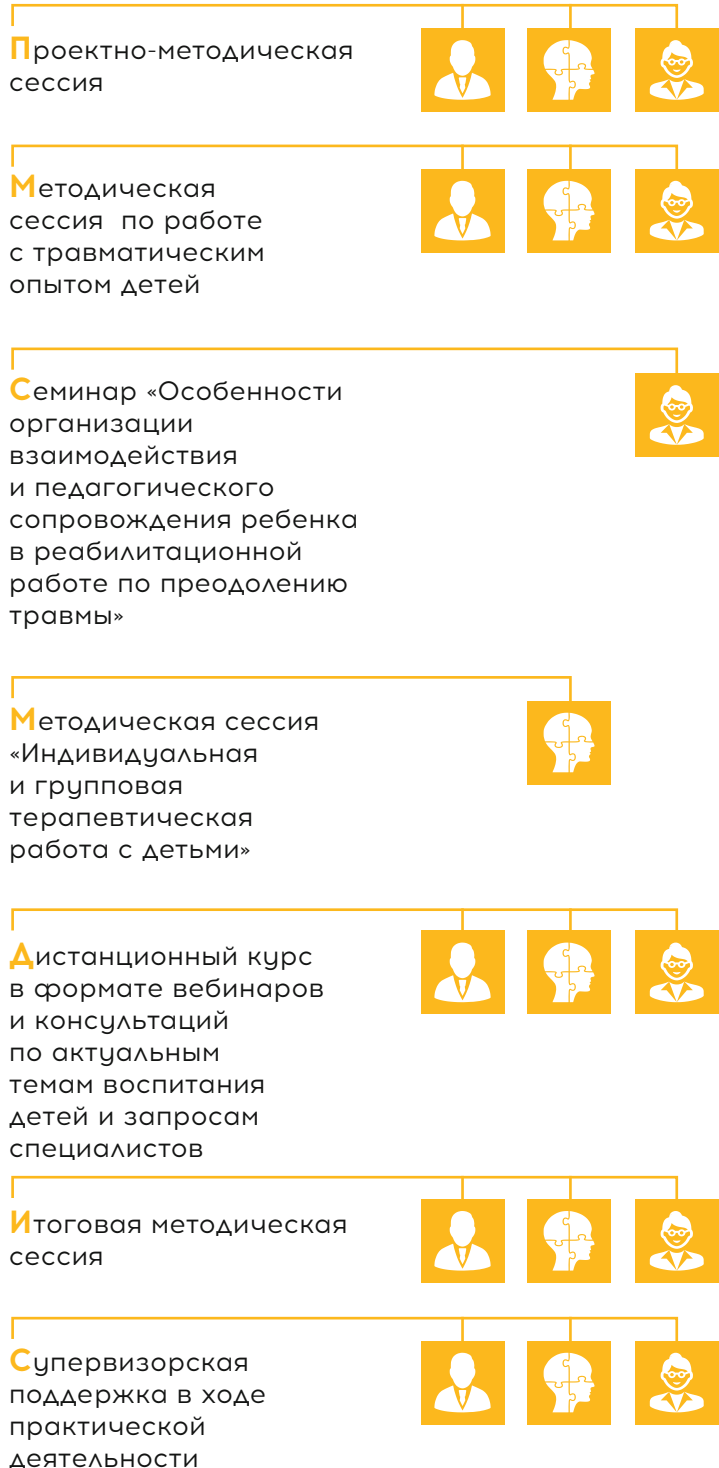 Проектно-методическая
сессия
Методическая
сессия по работе
с травматическим
опытом детей
Семинар «Особенности
организации
взаимодействия
и педагогического
сопровождения ребенка
в реабилитационной
работе по преодолению
травмы»
Методическая сессия
«Индивидуальная
и групповая
терапевтическая
работа с детьми»
Дистанционный курс
в формате вебинаров
и консультаций
по актуальным
темам воспитания
детей и запросам
специалистов
Итоговая методическая
сессия
Супервизорская
поддержка в ходе
практической
деятельности